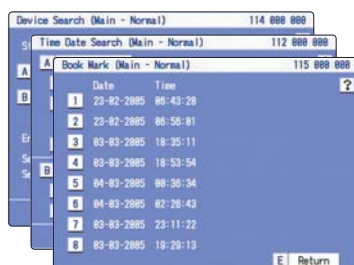 Device Search (Main - Normal) 114 000 000
Time Date Search (Main - Normal) 112 000 000
Book Mark (Main - Normal) 115 000 000
A
A
B
B
?
Date Time
1 23-02-2005 06:43:28
2 23-02-2005 06:56:01
3 03-03-2005 18:35:11
4 03-03-2005 18:53:54
5 04-03-2005 00:36:34
6 04-03-2005 02:26:43
7 03-03-2005 23:11:22
8 03-03-2005 19:29:13
E Return